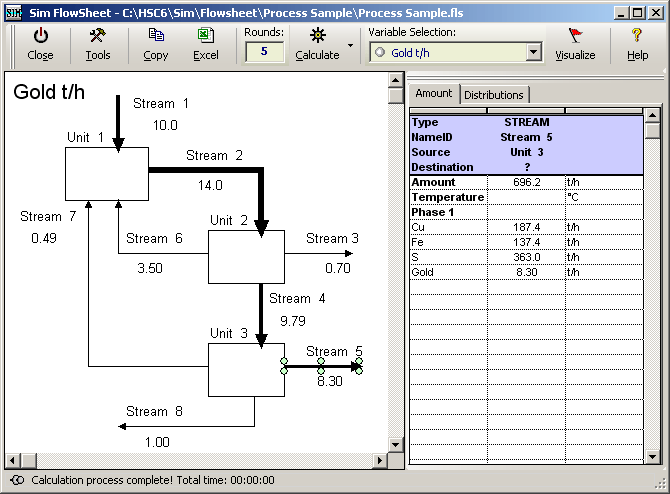 Sim FlowSheet - C:\HSC6\Sim\Flowsheet\Process Sample\Process Sample.fls
Close
Tools
Copy
Excel
Rounds:
5
Calculate
Variable Selection:
Gold t/h
Visualize
Help
Gold t/h
Stream 1
10.0
Unit 1
Stream 2
14.0
Stream 7
0.49
Unit 2
Stream 6
3.50
Stream 3
0.70
Stream 4
9.79
Unit 3
Stream 5
8.30
Stream 8
1.00
Amount
Distributions
Type STREAM
NameID Stream 5
Source Unit 3
Destination ?
Amount 696.2 t/h
Temperature °C
Phase 1
Cu 187.4 t/h
Fe 137.4 t/h
S 363.0 t/h
Gold 8.30 t/h
Calculation process complete! Total time: 00:00:00